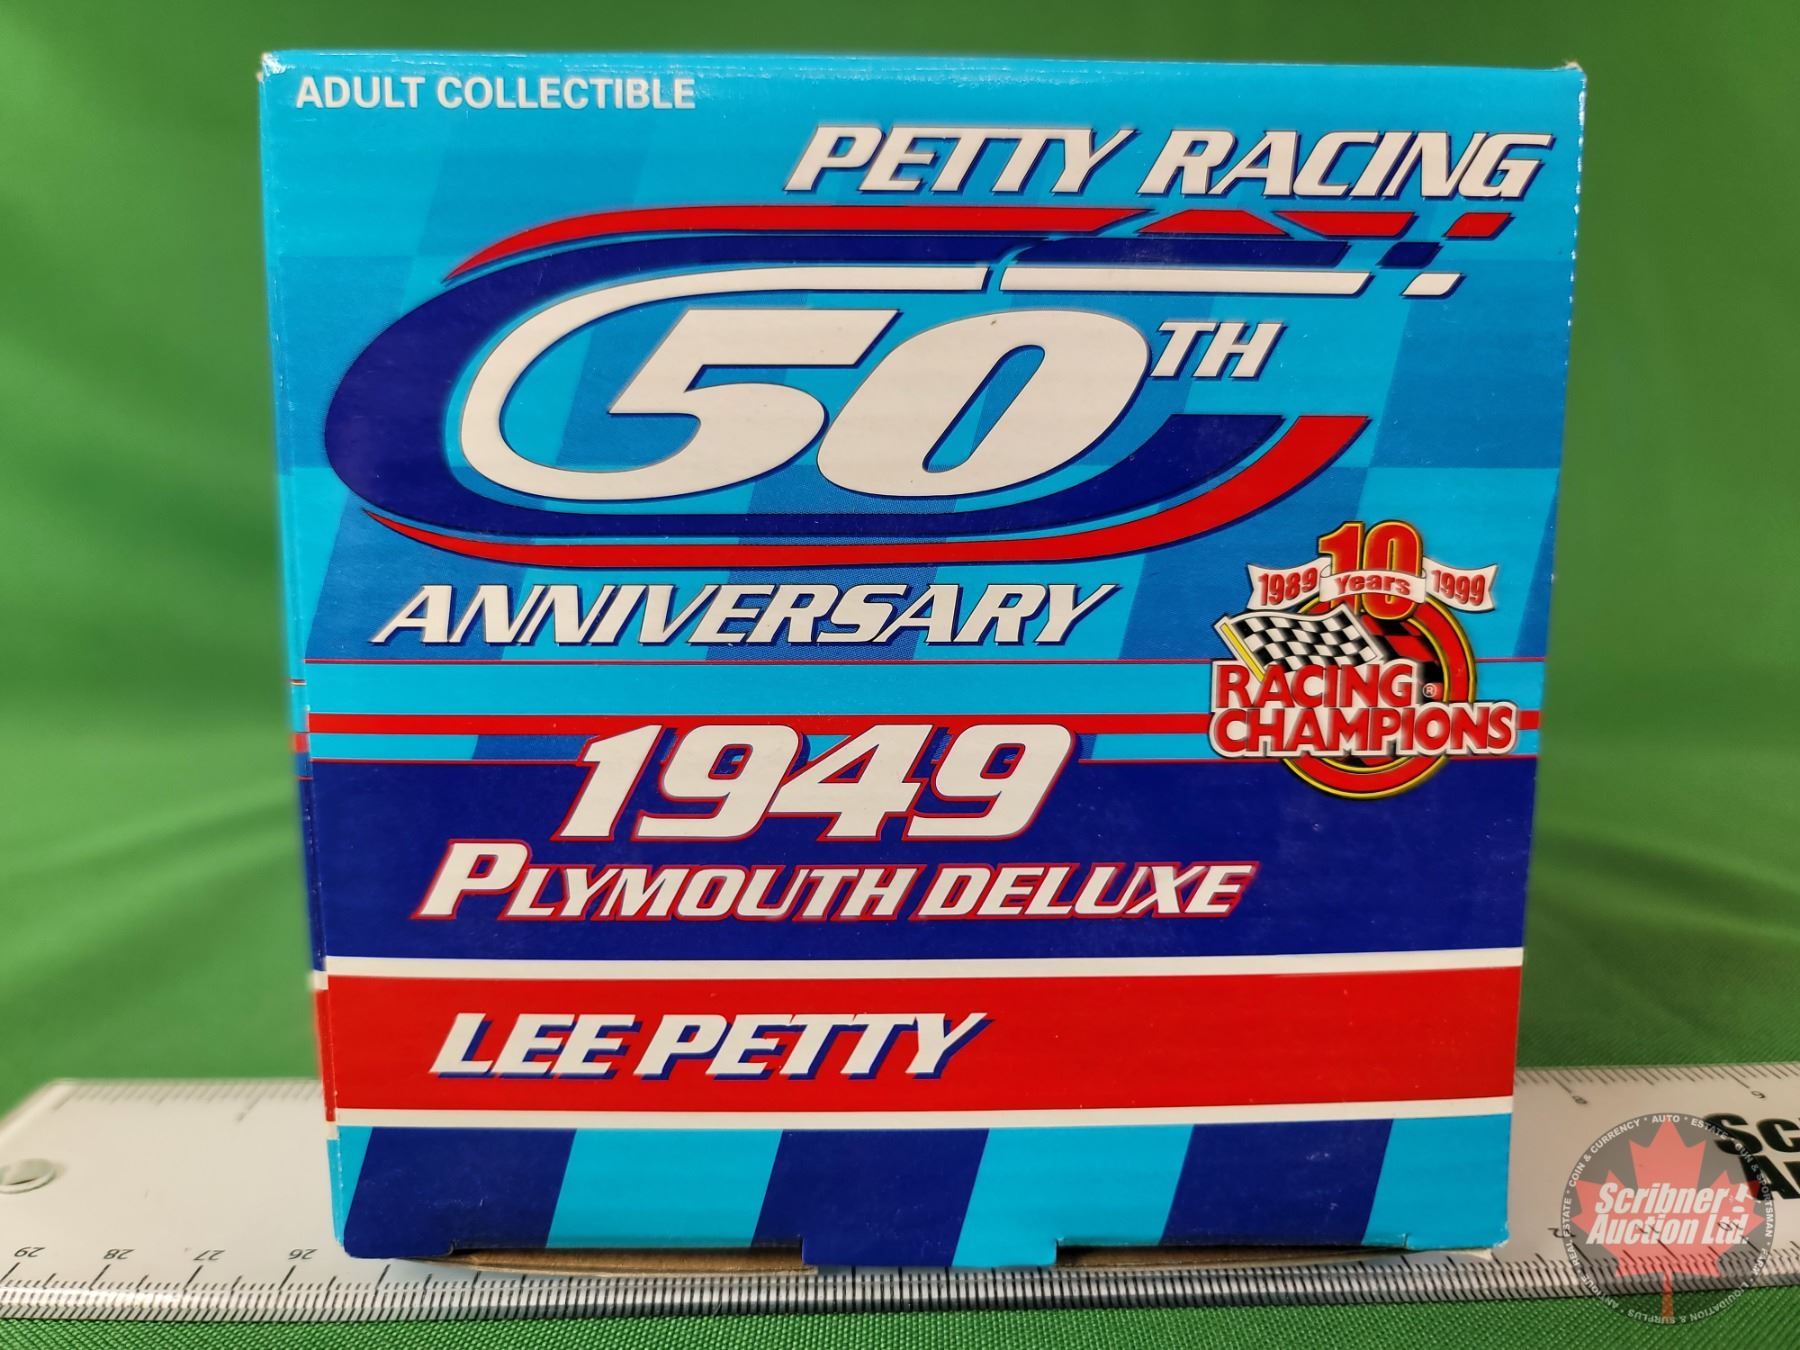 ADULT COLLECTIBLE
PETTY RACING
50TH
ANNIVERSARY
10
1989 Years 1999
RACING®
CHAMPIONS
1949
PLYMOUTH DELUXE
LEE PETTY
29 28 27 26
Scribner
Auction Ltd.